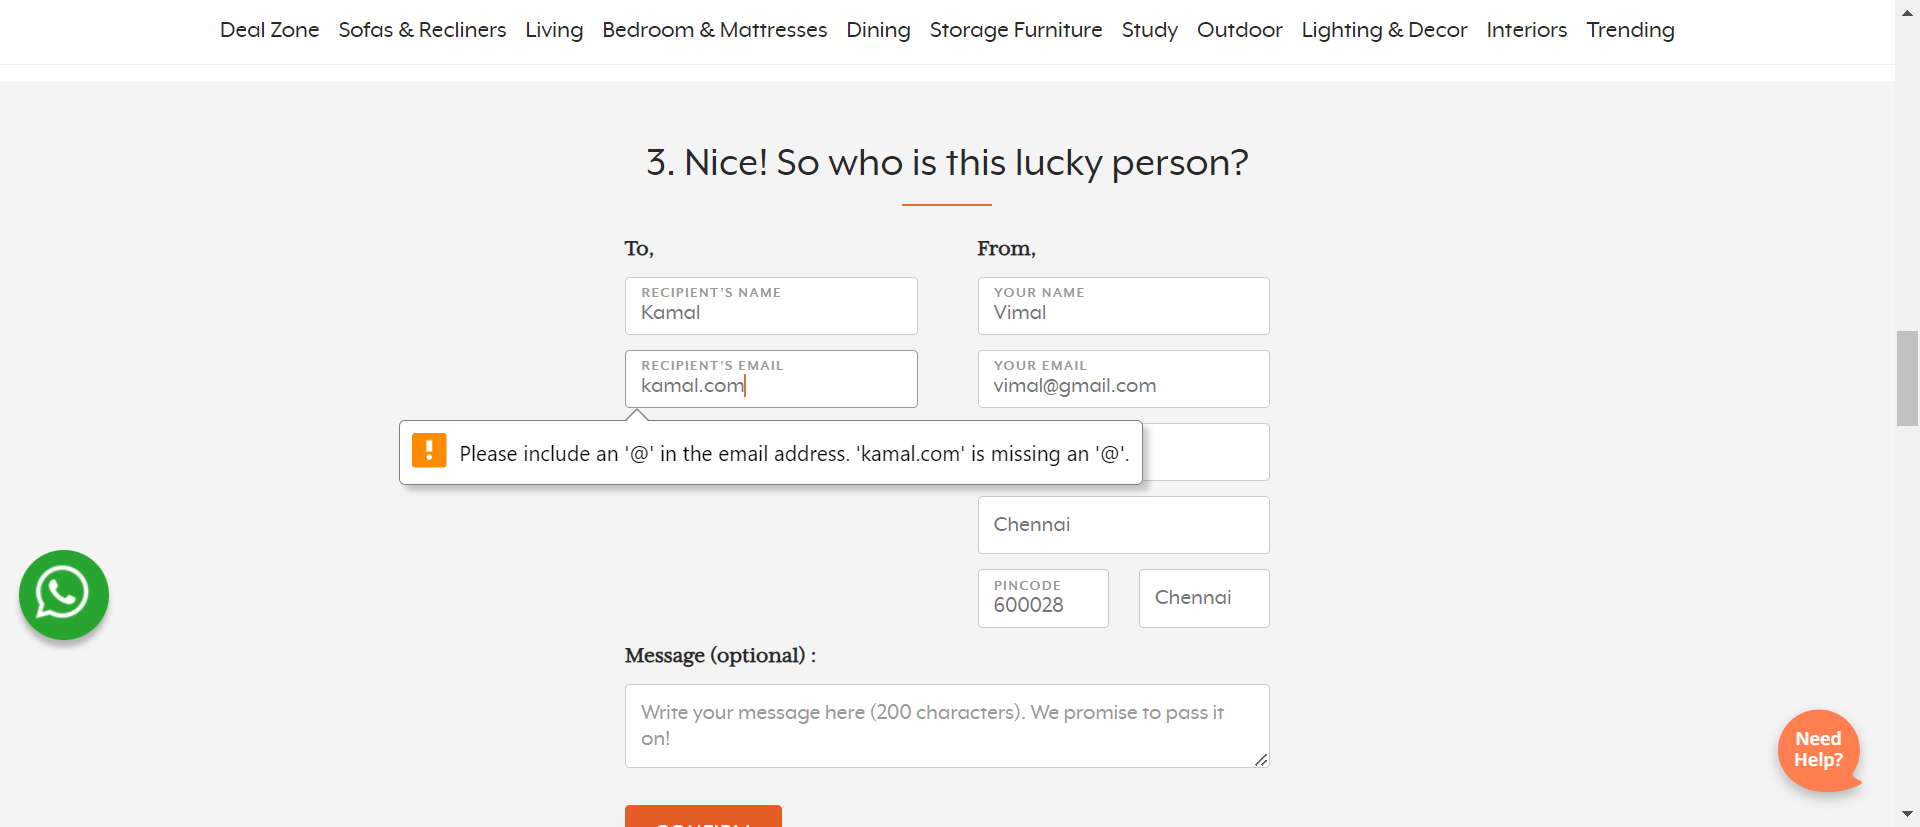 Deal Zone Sofas & Recliners Living Bedroom & Mattresses Dining Storage Furniture Study Outdoor Lighting & Decor Interiors Trending
3. Nice! So who is this lucky person?
To,
RECIPIENT'S NAME
Kamal
RECIPIENT'S EMAIL
kamal.com
Please include an '@' in the email address. 'kamal.com' is missing an '@'.
From,
YOUR NAME
Vimal
YOUR EMAIL
vimal@gmail.com
Chennai
PINCODE
600028
Chennai
Message (optional) :
Write your message here (200 characters). We promise to pass it
on!
CONFIRM
Need
Help?